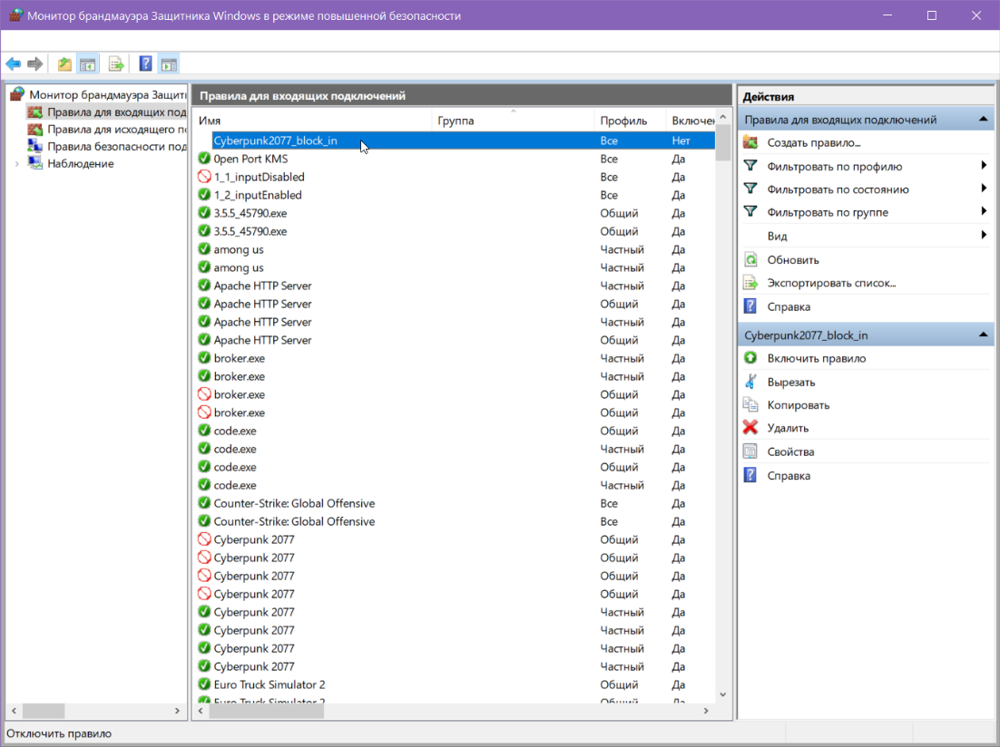 Монитор брандмауэра Защитника Windows в режиме повышенной безопасности
Монитор брандмауэра Защит
Правила для входящих под
Правила для исходящего п
Правила безопасности под
Наблюдение
Правила для входящих подключений
Имя Группа Профиль Включен
Cyberpunk2077_block_in Все Нет
0pen Port KMS Все Да
1_1_inputDisabled Все Да
1_2_inputEnabled Все Да
3.5.5_45790.exe Общий Да
3.5.5_45790.exe Общий Да
among us Частный Да
among us Частный Да
Apache HTTP Server Частный Да
Apache HTTP Server Общий Да
Apache HTTP Server Частный Да
Apache HTTP Server Общий Да
broker.exe Частный Да
broker.exe Частный Да
broker.exe Общий Да
broker.exe Общий Да
code.exe Общий Да
code.exe Частный Да
code.exe Общий Да
code.exe Частный Да
Counter-Strike: Global Offensive Все Да
Counter-Strike: Global Offensive Все Да
Cyberpunk 2077 Общий Да
Cyberpunk 2077 Общий Да
Cyberpunk 2077 Общий Да
Cyberpunk 2077 Общий Да
Cyberpunk 2077 Частный Да
Cyberpunk 2077 Частный Да
Cyberpunk 2077 Частный Да
Cyberpunk 2077 Частный Да
Euro Truck Simulator 2 Общий Да
Euro Truck Simulator 2 Общий Да
Действия
Правила для входящих подключений
Создать правило...
Фильтровать по профилю
Фильтровать по состоянию
Фильтровать по группе
Вид
Обновить
Экспортировать список...
Справка
Cyberpunk2077_block_in
Включить правило
Вырезать
Копировать
Удалить
Свойства
Справка
Отключить правило